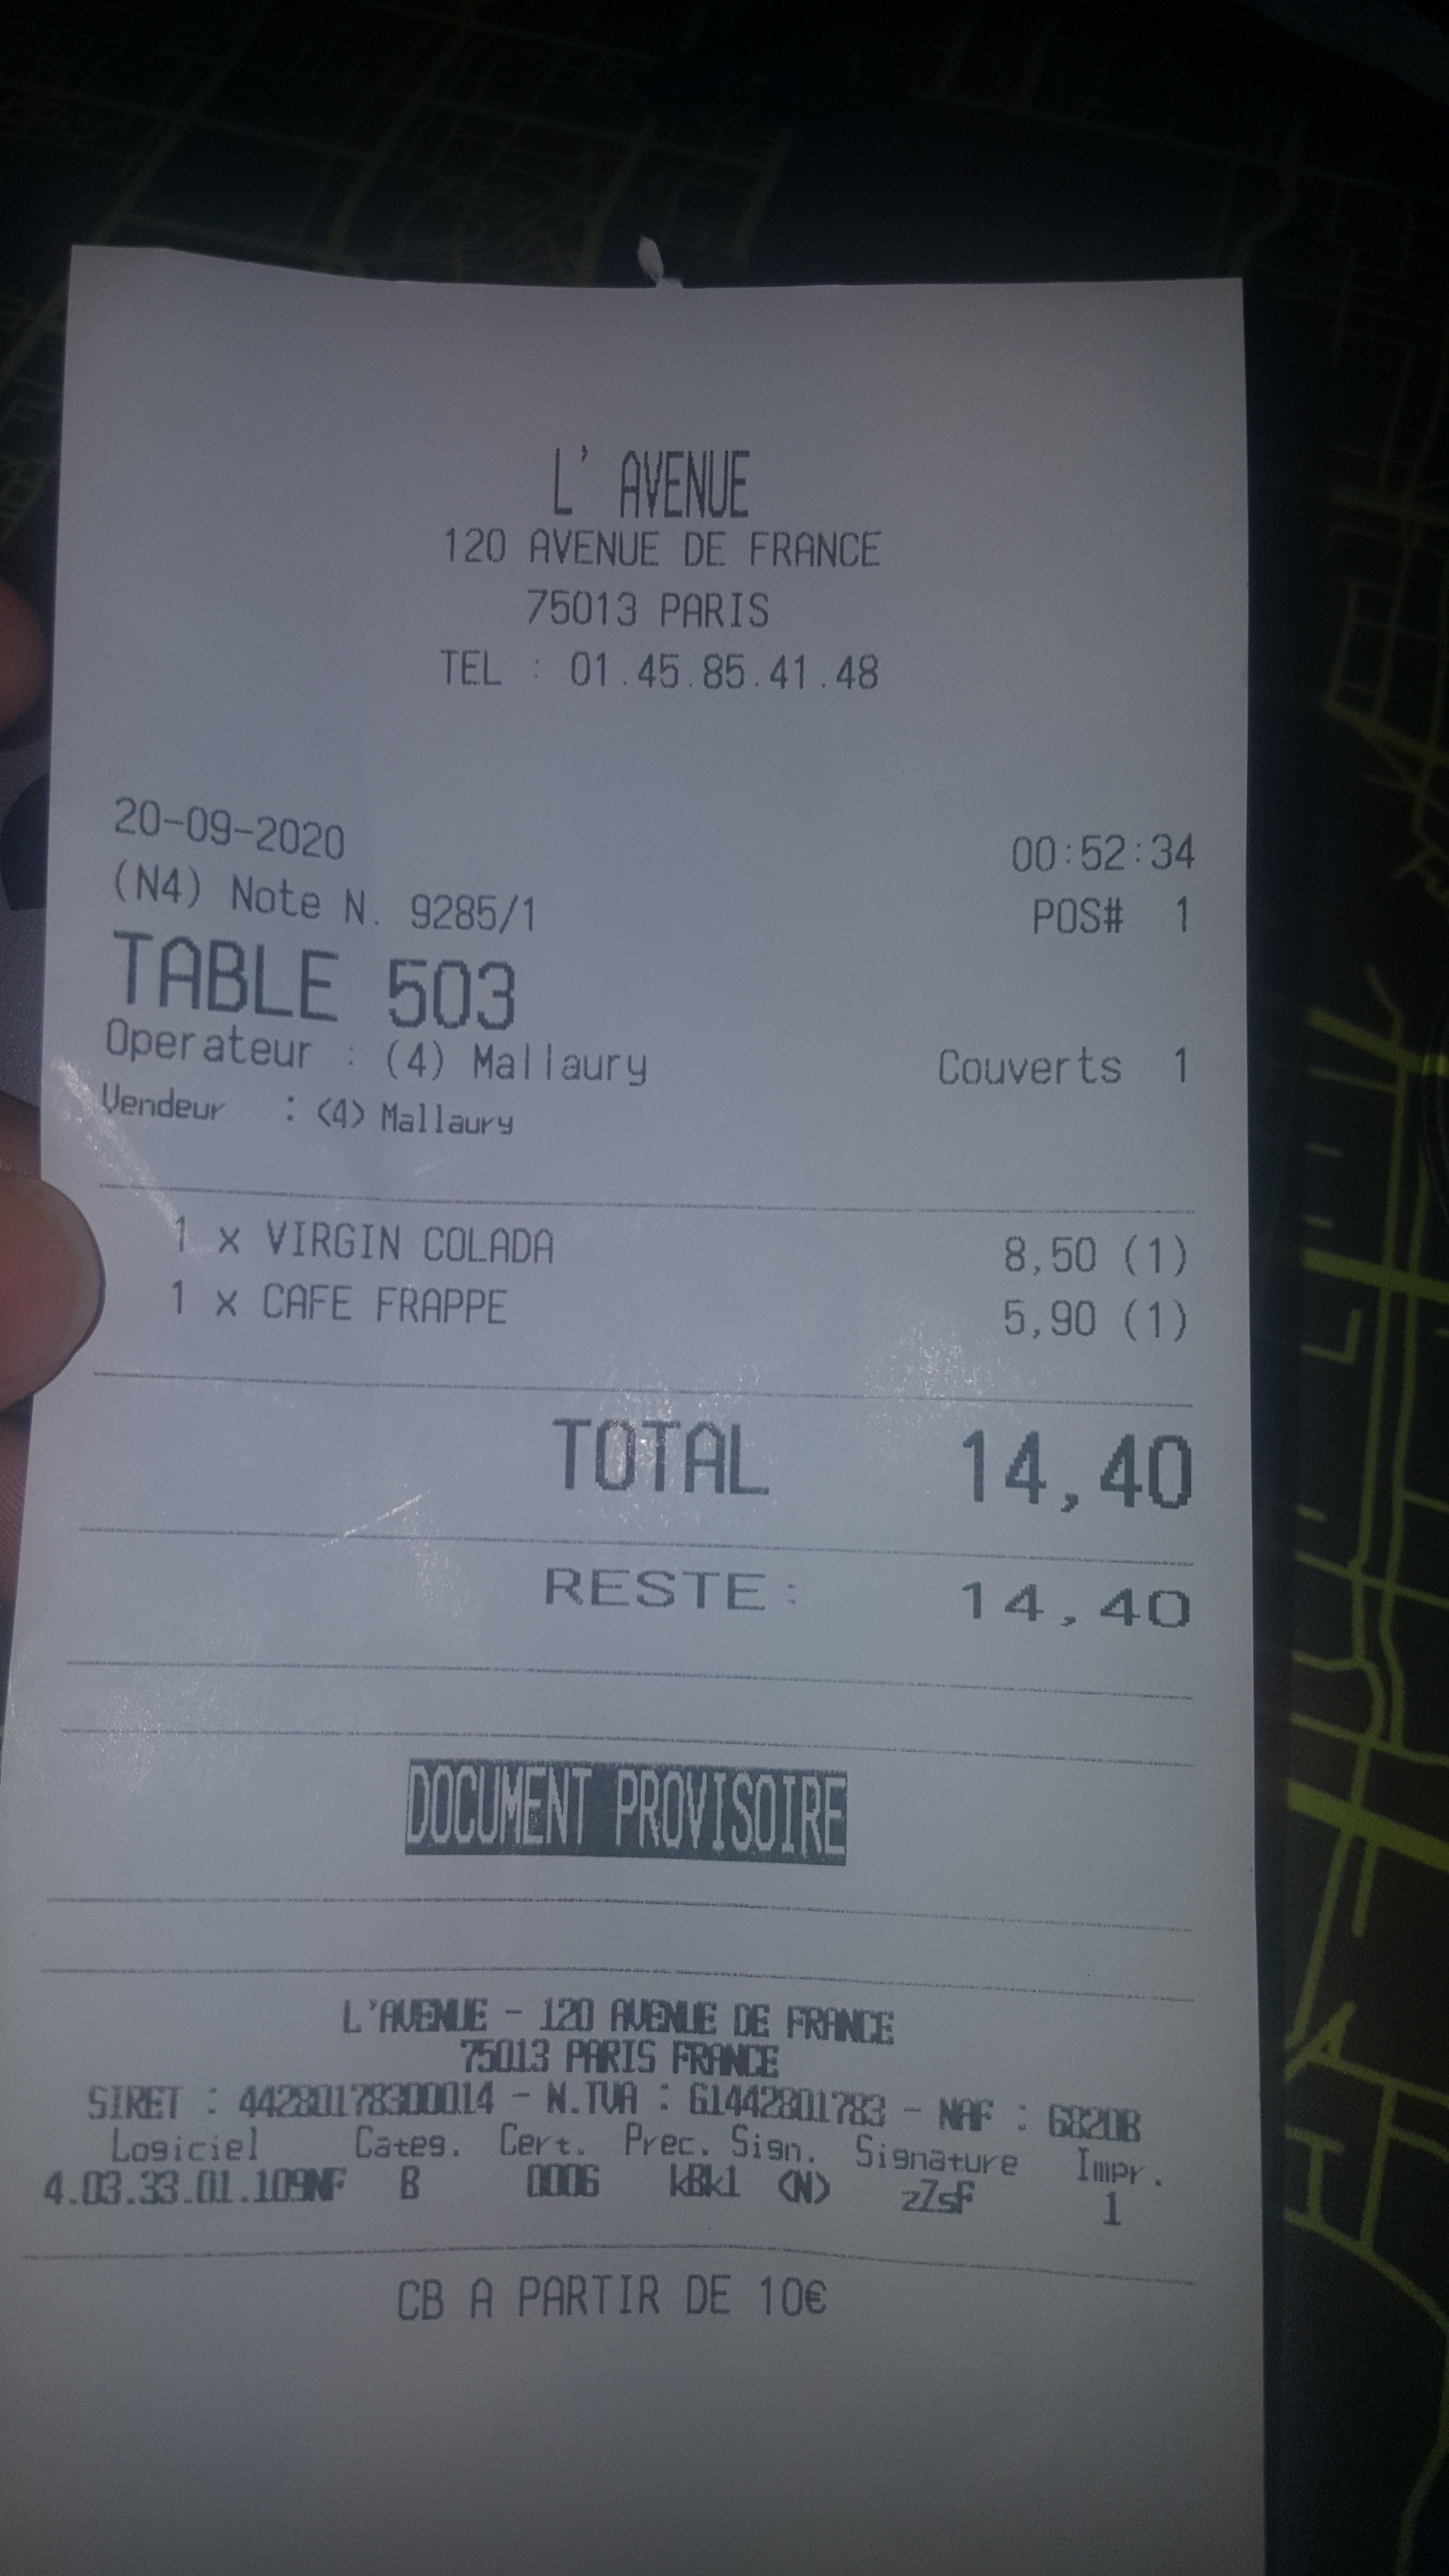 L' AVENUE
120 AVENUE DE FRANCE
75013 PARIS
TEL : 01.45.85.41.48
20-09-2020 00:52:34
(N4) Note N. 9285/1 POS# 1
TABLE 503
Operateur : (4) Mallaury Couverts 1
Vendeur : (4) Mallaury
1 x VIRGIN COLADA 8,50 (1)
1 x CAFE FRAPPE 5,90 (1)
TOTAL 14,40
RESTE: 14,40
DOCUMENT PROVISOIRE
L'AVENUE - 120 AVENUE DE FRANCE
75013 PARIS FRANCE
SIRET : 44280178300014 - N.TVA : 61442801783 - NAF : 6820B
Logiciel Categ. Cert. Prec. Sign. Signature Impr.
4.03.33.01.109NF B 0006 kBkl (N) zZsF 1
CB A PARTIR DE 10€